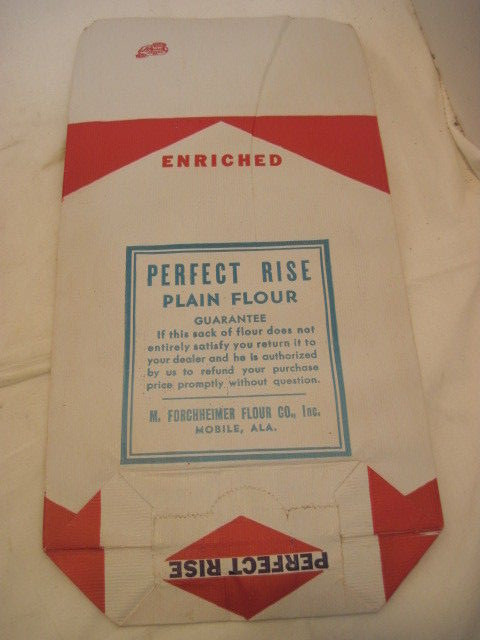 ENRICHED
PERFECT RISE
PLAIN FLOUR
GUARANTEE
If this sack of flour does not
entirely satisfy you return it to
your dealer and he is authorized
by us to refund your purchase
price promptly without question.
M. FORCHHEIMER FLOUR CO., Inc.
MOBILE, ALA.
PERFECT RISE